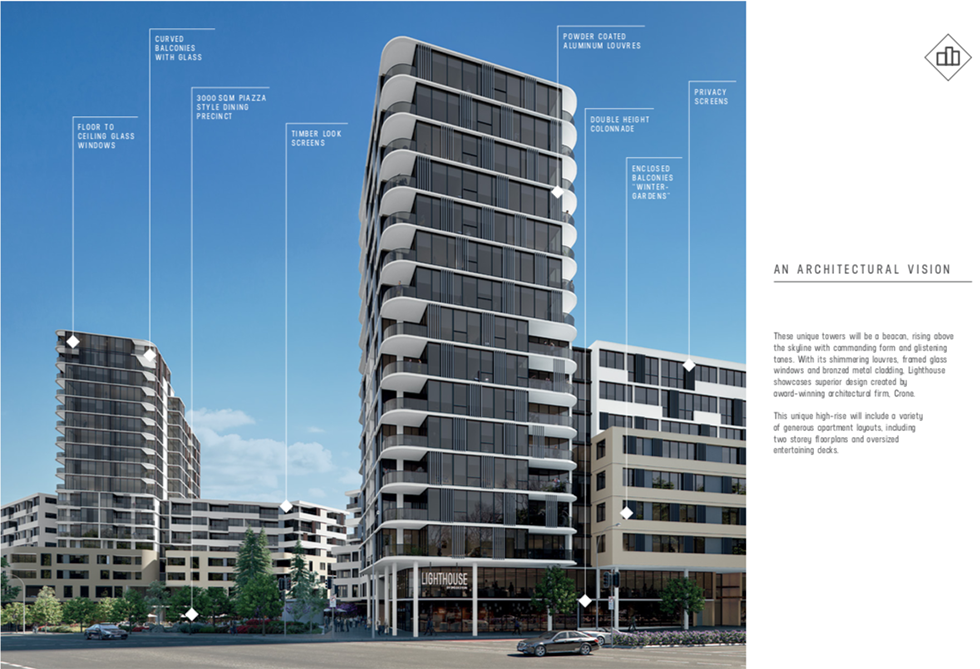 CURVED
BALCONIES
WITH GLASS
POWDER COATED
ALUMINUM LOUVRES
3000 SQM PIAZZA
STYLE DINING
PRECINCT
PRIVACY
SCREENS
FLOOR TO
CEILING GLASS
WINDOWS
TIMBER LOOK
SCREENS
DOUBLE HEIGHT
COLONNADE
ENCLOSED
BALCONIES
"WINTER-
GARDENS"
AN ARCHITECTURAL VISION
These unique towers will be a beacon, rising above
the skyline with commanding form and glistening
tones. With its shimmering louvres, framed glass
windows and bronzed metal cladding, Lighthouse
showcases superior design created by
award-winning architectural firm, Crone.
This unique high-rise will include a variety
of generous apartment layouts, including
two storey floorplans and oversized
entertaining decks.
LIGHTHOUSE